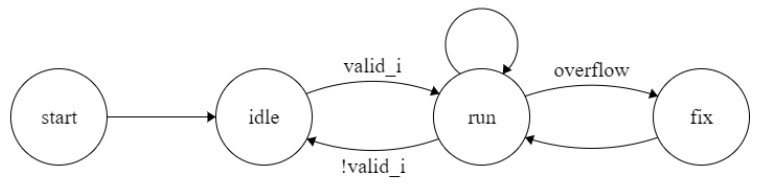 valid_i
overflow
start
idle
run
fix
!valid_i